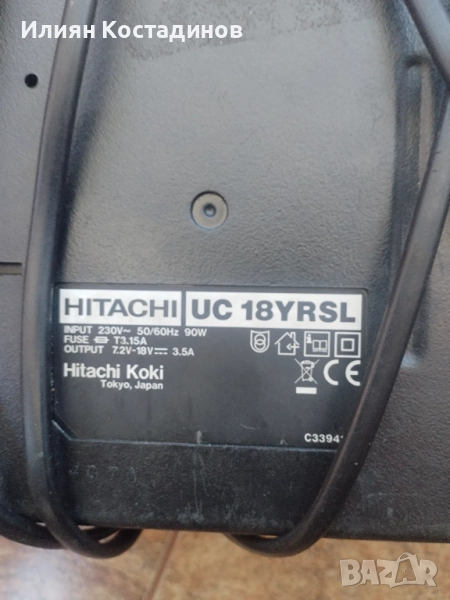 Илиян Костадинов
HITACHI UC 18YRSL
INPUT 230V~ 50/60Hz 90W
FUSE T3.15A
OUTPUT 7.2V-18V⎓ 3.5A
Hitachi Koki
Tokyo, Japan
CE
BAZAR